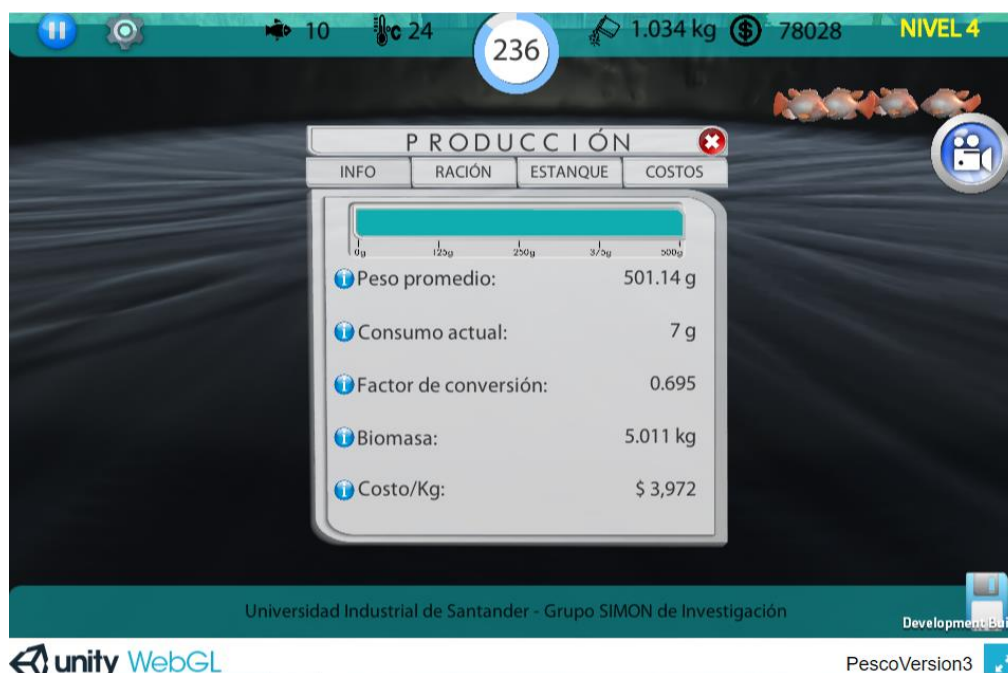 10 °C 24 236 1.034 kg $ 78028 NIVEL 4
PRODUCCIÓN
INFO RACIÓN ESTANQUE COSTOS
0g 125g 250g 375g 500g
Peso promedio: 501.14 g
Consumo actual: 7 g
Factor de conversión: 0.695
Biomasa: 5.011 kg
Costo/Kg: $ 3,972
Universidad Industrial de Santander - Grupo SIMON de Investigación
Development Bui
unity WebGL PescoVersion3